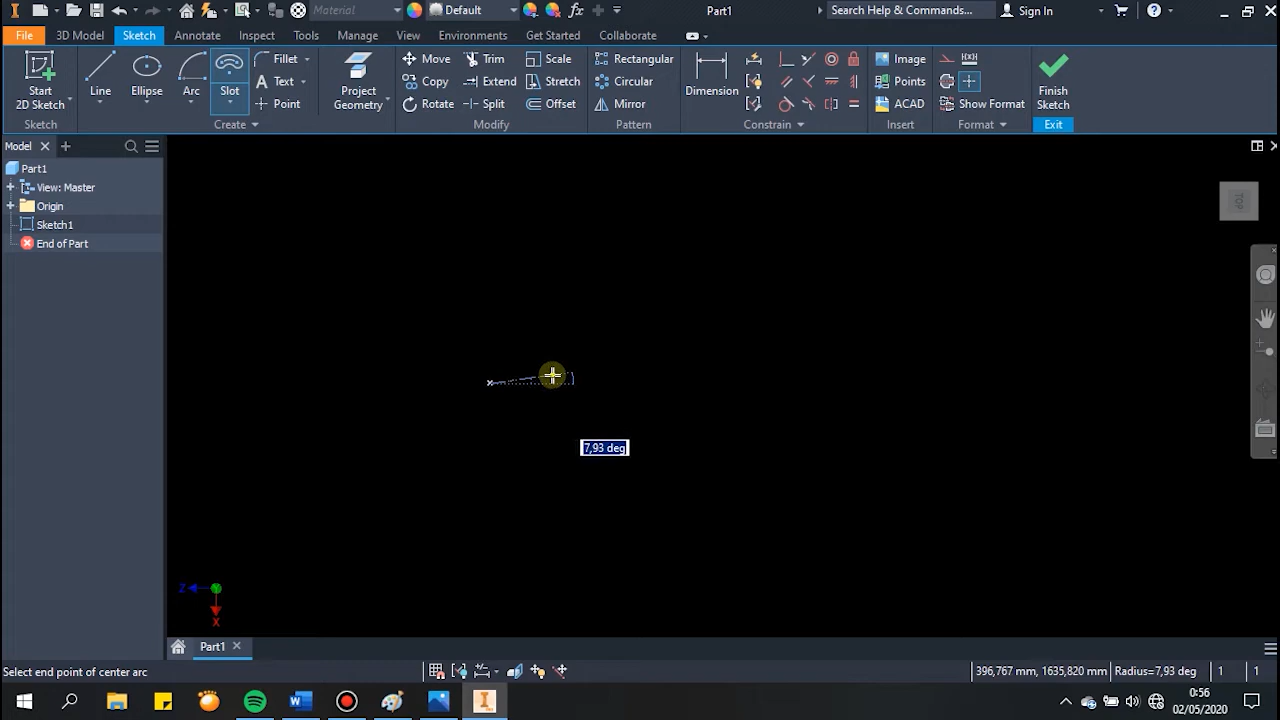 Material
Default
fx
Part1
Search Help & Commands...
Sign In
File
3D Model
Sketch
Annotate
Inspect
Tools
Manage
View
Environments
Get Started
Collaborate
Start
2D Sketch
Line
Ellipse
Arc
Slot
Fillet
Text
Point
Project
Geometry
Move
Copy
Rotate
Trim
Extend
Split
Scale
Stretch
Offset
Rectangular
Circular
Mirror
Dimension
Image
Points
ACAD
Show Format
Finish
Sketch
Sketch
Create
Modify
Pattern
Constrain
Insert
Format
Exit
Model
Part1
View: Master
Origin
Sketch1
End of Part
TOP
7,93 deg
Z
X
Part1
Select end point of center arc
396,767 mm, 1635,820 mm
Radius=7,93 deg
1
1
0:56
02/05/2020